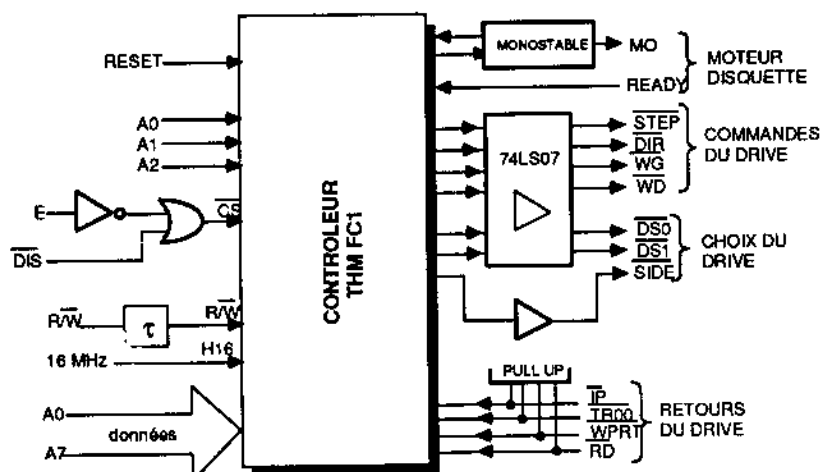 RESET
A0
A1
A2
E
DIS
CS
R/W
τ
R/W
16 MHz
H16
A0
données
A7
CONTROLEUR
THM FC1
MONOSTABLE
MO
READY
MOTEUR
DISQUETTE
74LS07
STEP
DIR
WG
WD
COMMANDES
DU DRIVE
DS0
DS1
SIDE
CHOIX DU
DRIVE
PULL UP
IP
TR00
WPRT
RD
RETOURS
DU DRIVE